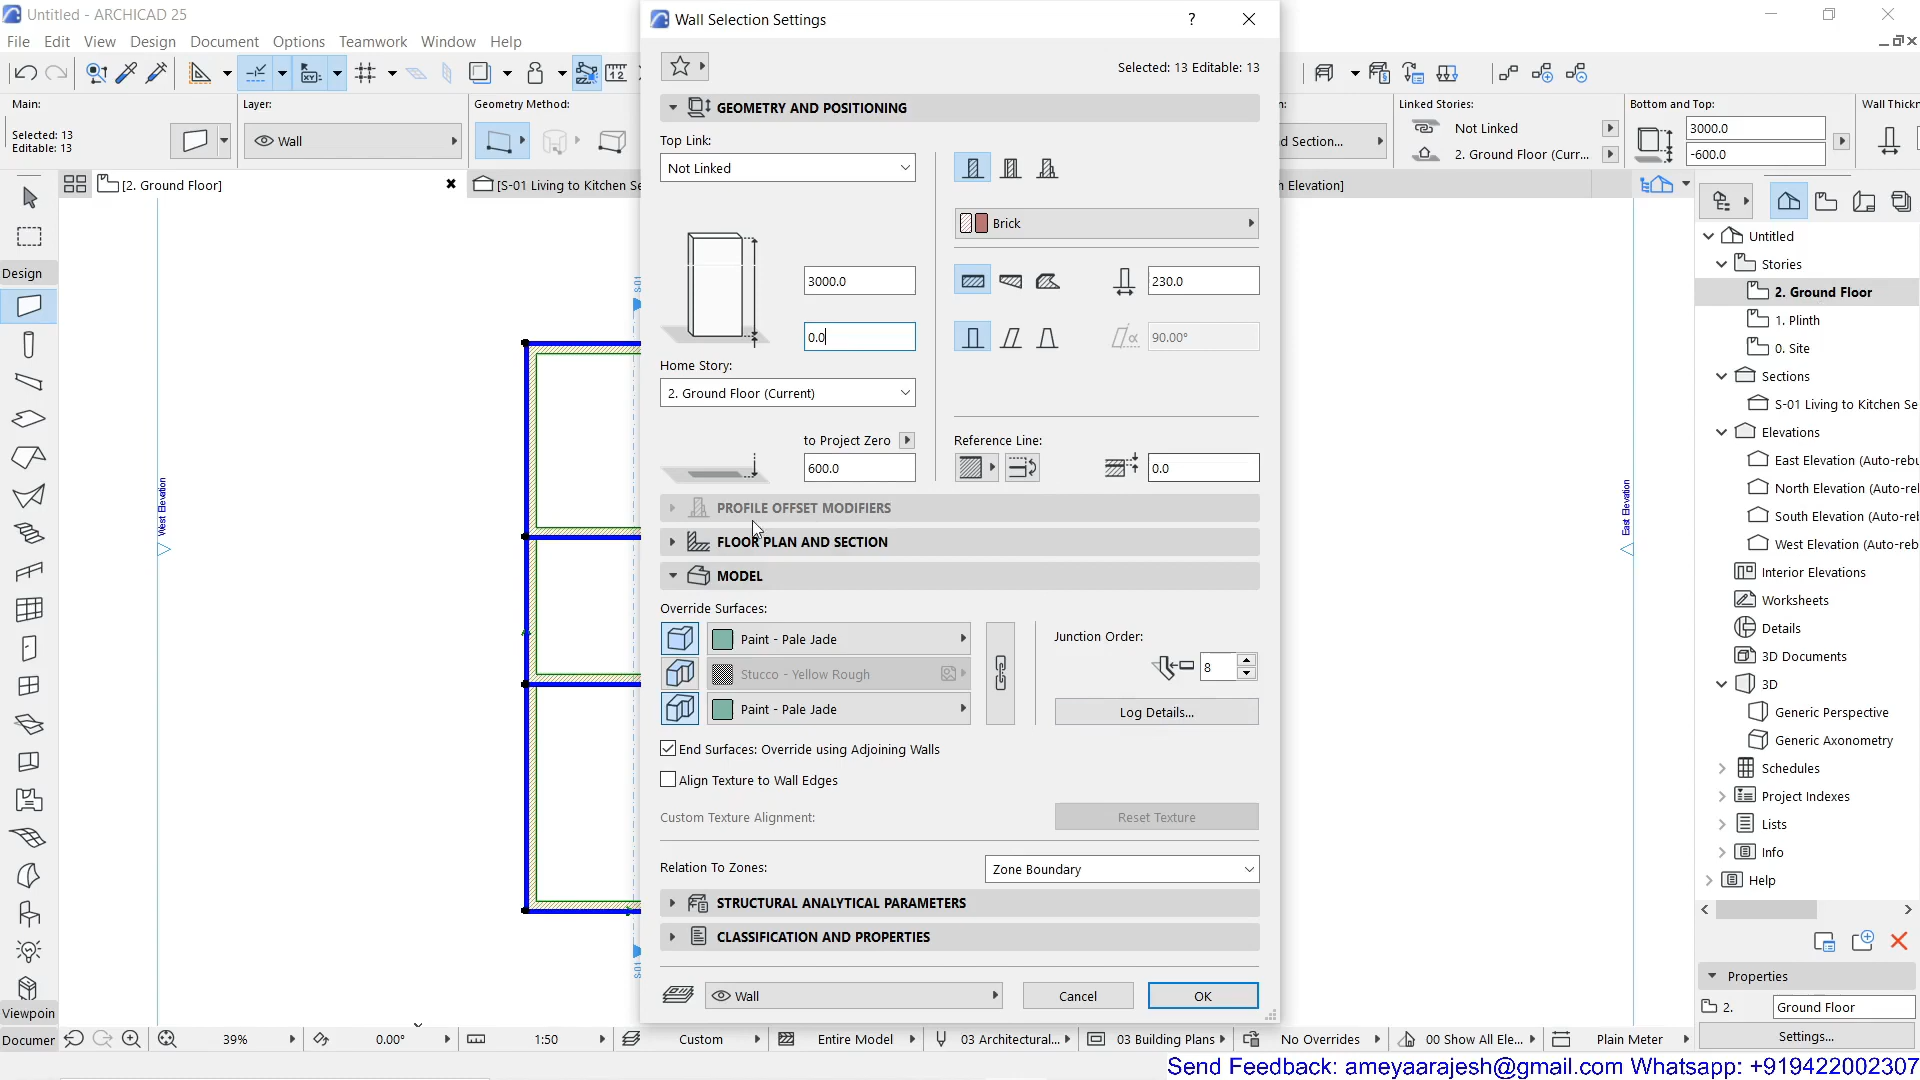 Untitled - ARCHICAD 25
File Edit View Design Document Options Teamwork Window Help
Main:
Selected: 13
Editable: 13
Layer:
Wall
Geometry Method:
n:
d Section...
Linked Stories:
Not Linked
2. Ground Floor (Curr...
Bottom and Top:
3000.0
-600.0
Wall Thickn
[2. Ground Floor]
[S-01 Living to Kitchen Se
h Elevation]
Design
Viewpoin
Documer
West Elevation
East Elevation
S-01
S-01
Wall Selection Settings
?
Selected: 13 Editable: 13
GEOMETRY AND POSITIONING
Top Link:
Not Linked
Brick
3000.0
230.0
0.0
α
90.00°
Home Story:
2. Ground Floor (Current)
to Project Zero
Reference Line:
600.0
0.0
PROFILE OFFSET MODIFIERS
FLOOR PLAN AND SECTION
MODEL
Override Surfaces:
Paint - Pale Jade
Junction Order:
8
Stucco - Yellow Rough
Paint - Pale Jade
Log Details...
End Surfaces: Override using Adjoining Walls
Align Texture to Wall Edges
Custom Texture Alignment:
Reset Texture
Relation To Zones:
Zone Boundary
STRUCTURAL ANALYTICAL PARAMETERS
CLASSIFICATION AND PROPERTIES
Wall
Cancel
OK
Untitled
Stories
2. Ground Floor
1. Plinth
0. Site
Sections
S-01 Living to Kitchen Se
Elevations
East Elevation (Auto-rebu
North Elevation (Auto-rel
South Elevation (Auto-reb
West Elevation (Auto-reb
Interior Elevations
Worksheets
Details
3D Documents
3D
Generic Perspective
Generic Axonometry
Schedules
Project Indexes
Lists
Info
Help
Properties
2.
Ground Floor
Settings...
39%
0.00°
1:50
Custom
Entire Model
03 Architectural...
03 Building Plans
No Overrides
00 Show All Ele...
Plain Meter
Send Feedback: ameyaarajesh@gmail.com Whatsapp: +919422002307